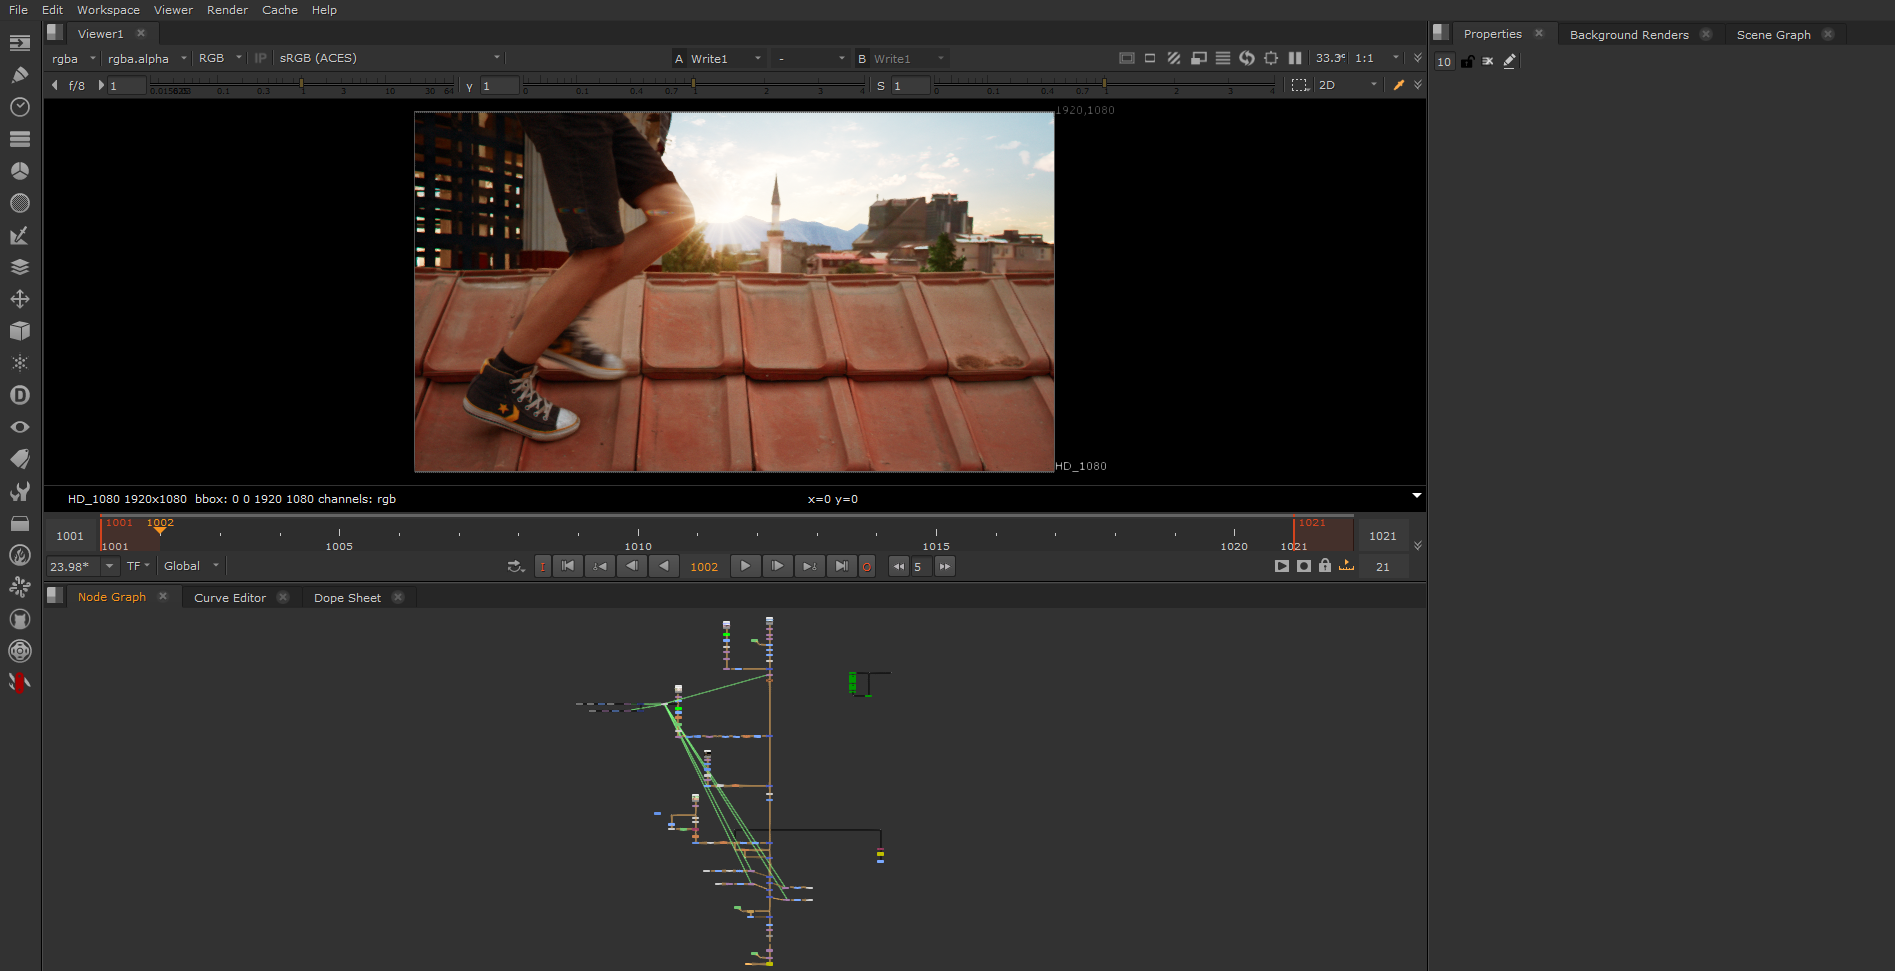 File Edit Workspace Viewer Render Cache Help
Viewer1
Properties Background Renders Scene Graph
rgba rgba.alpha RGB IP sRGB (ACES) A Write1 - B Write1 1:1
10
f/8 1 0.1 0.3 1 3 10 30 64 γ 1 0 0.1 0.4 0.7 1 2 3 4 S 1 0 0.1 0.4 0.7 1 2 3 4 2D
1920,1080
HD_1080
HD_1080 1920x1080 bbox: 0 0 1920 1080 channels: rgb x=0 y=0
1001 1002 1021
1001 1021
1001 1005 1010 1015 1020 1021
23.98* TF Global I 1002 O 5 21
Node Graph Curve Editor Dope Sheet